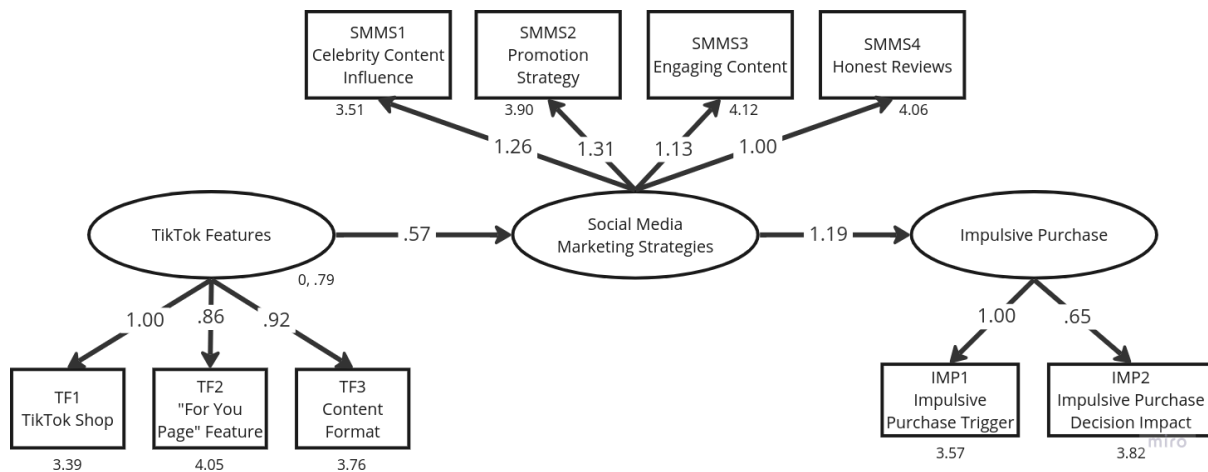 SMMS1
Celebrity Content
Influence
3.51
SMMS2
Promotion
Strategy
3.90
SMMS3
Engaging Content
4.12
SMMS4
Honest Reviews
4.06
1.26
1.31
1.13
1.00
TikTok Features
0, .79
.57
Social Media
Marketing Strategies
1.19
Impulsive Purchase
1.00
.86
.92
1.00
.65
TF1
TikTok Shop
3.39
TF2
"For You
Page" Feature
4.05
TF3
Content
Format
3.76
IMP1
Impulsive
Purchase Trigger
3.57
IMP2
Impulsive Purchase
Decision Impact
3.82
miro